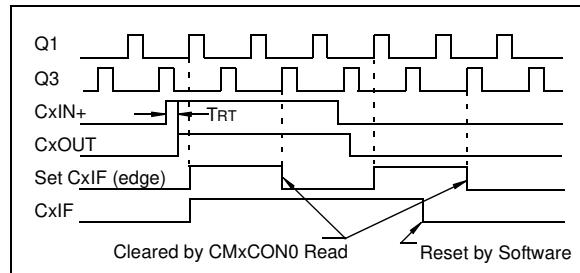 Q1
Q3
CxIN+
TRT
CxOUT
Set CxIF (edge)
CxIF
Cleared by CMxCON0 Read
Reset by Software